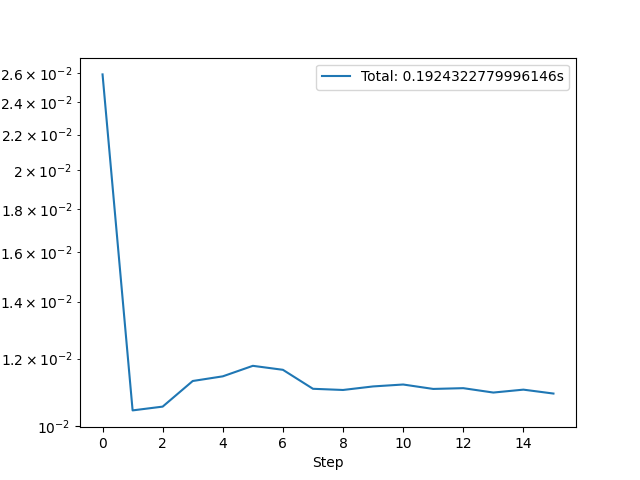 Total: 0.1924322779996146s
2.6 × 10⁻²
2.4 × 10⁻²
2.2 × 10⁻²
2 × 10⁻²
1.8 × 10⁻²
1.6 × 10⁻²
1.4 × 10⁻²
1.2 × 10⁻²
10⁻²
0 2 4 6 8 10 12 14
Step